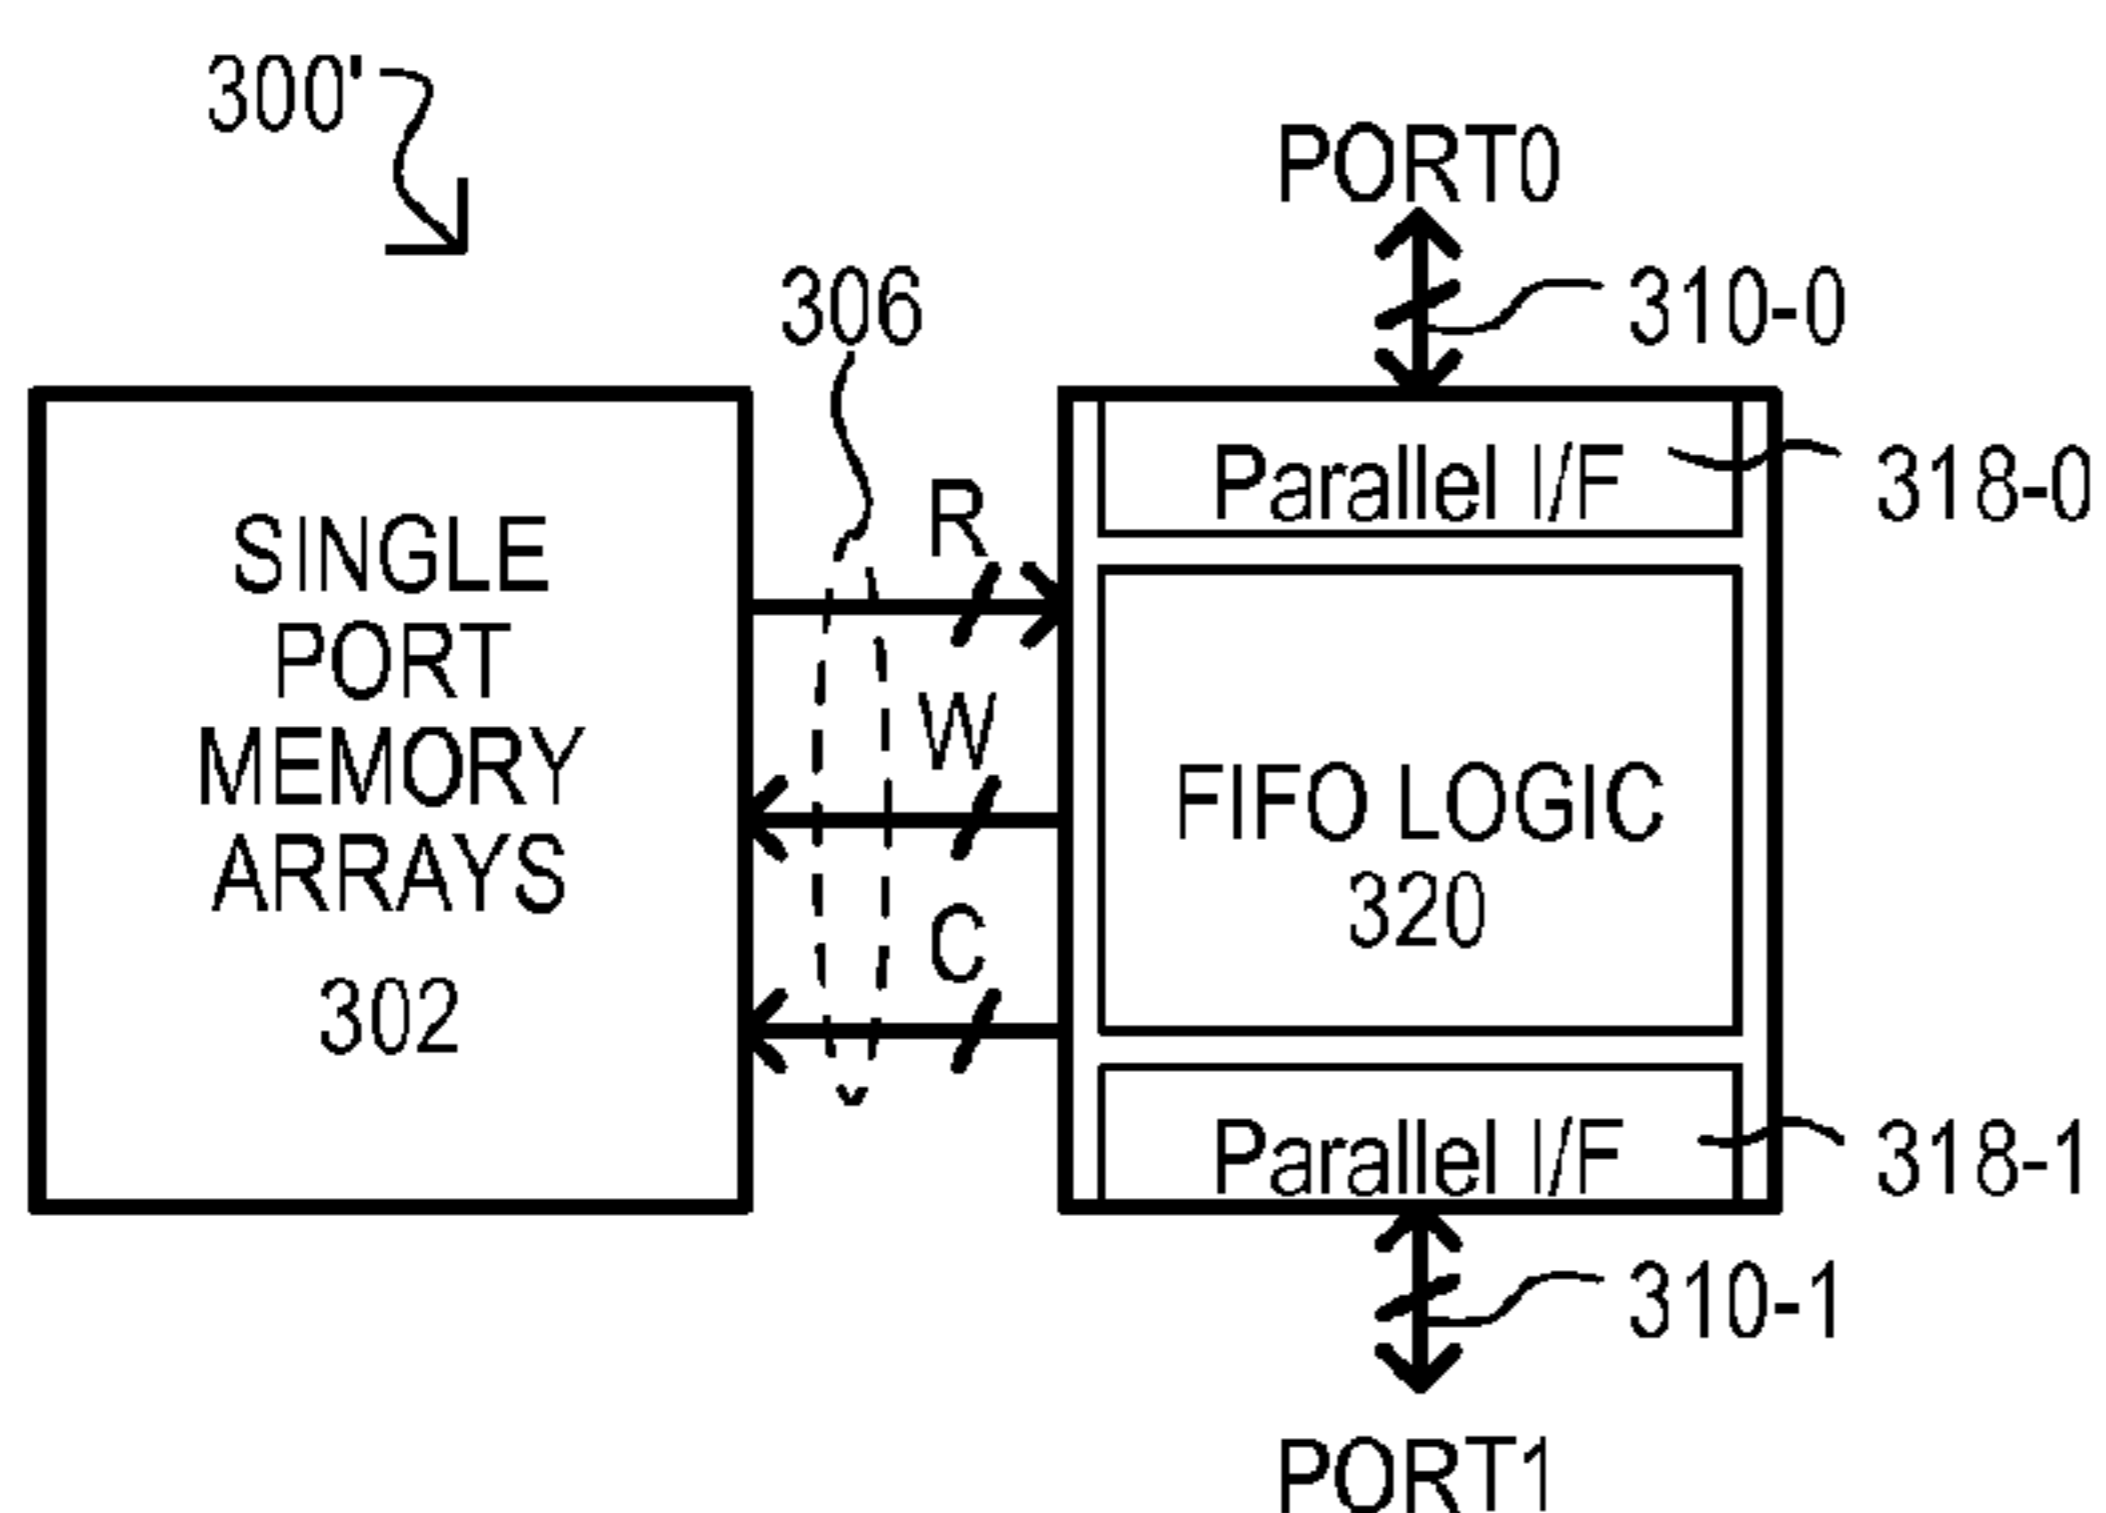 300'
PORT0
310-0
306
Parallel I/F
318-0
R
SINGLE
PORT
MEMORY
ARRAYS
302
W
FIFO LOGIC
320
C
Parallel I/F
318-1
310-1
PORT1